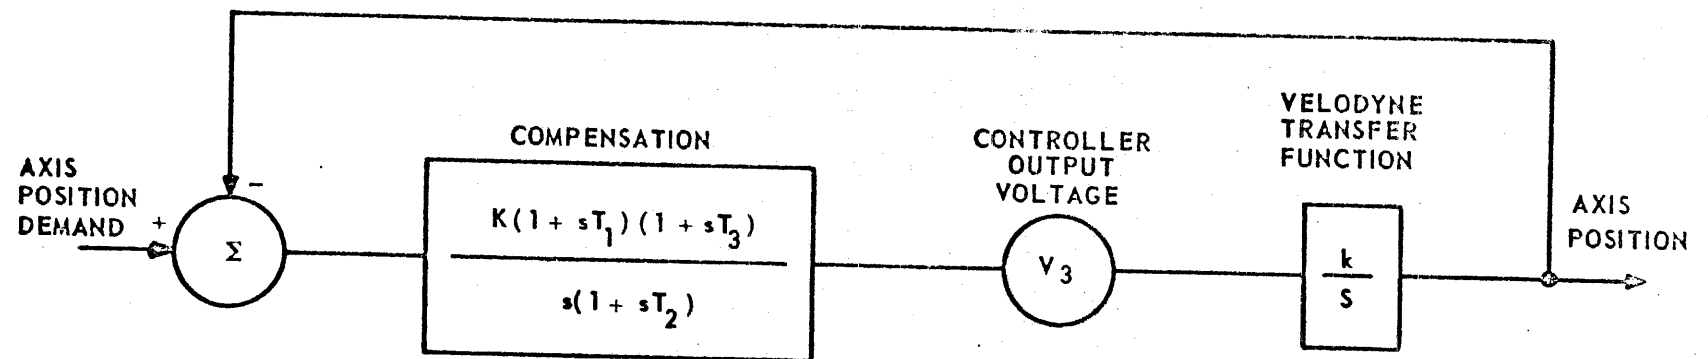 AXIS
POSITION
DEMAND
+
−
Σ
COMPENSATION
K(1 + sT₁)(1 + sT₃)
s(1 + sT₂)
CONTROLLER
OUTPUT
VOLTAGE
V₃
VELODYNE
TRANSFER
FUNCTION
k
S
AXIS
POSITION